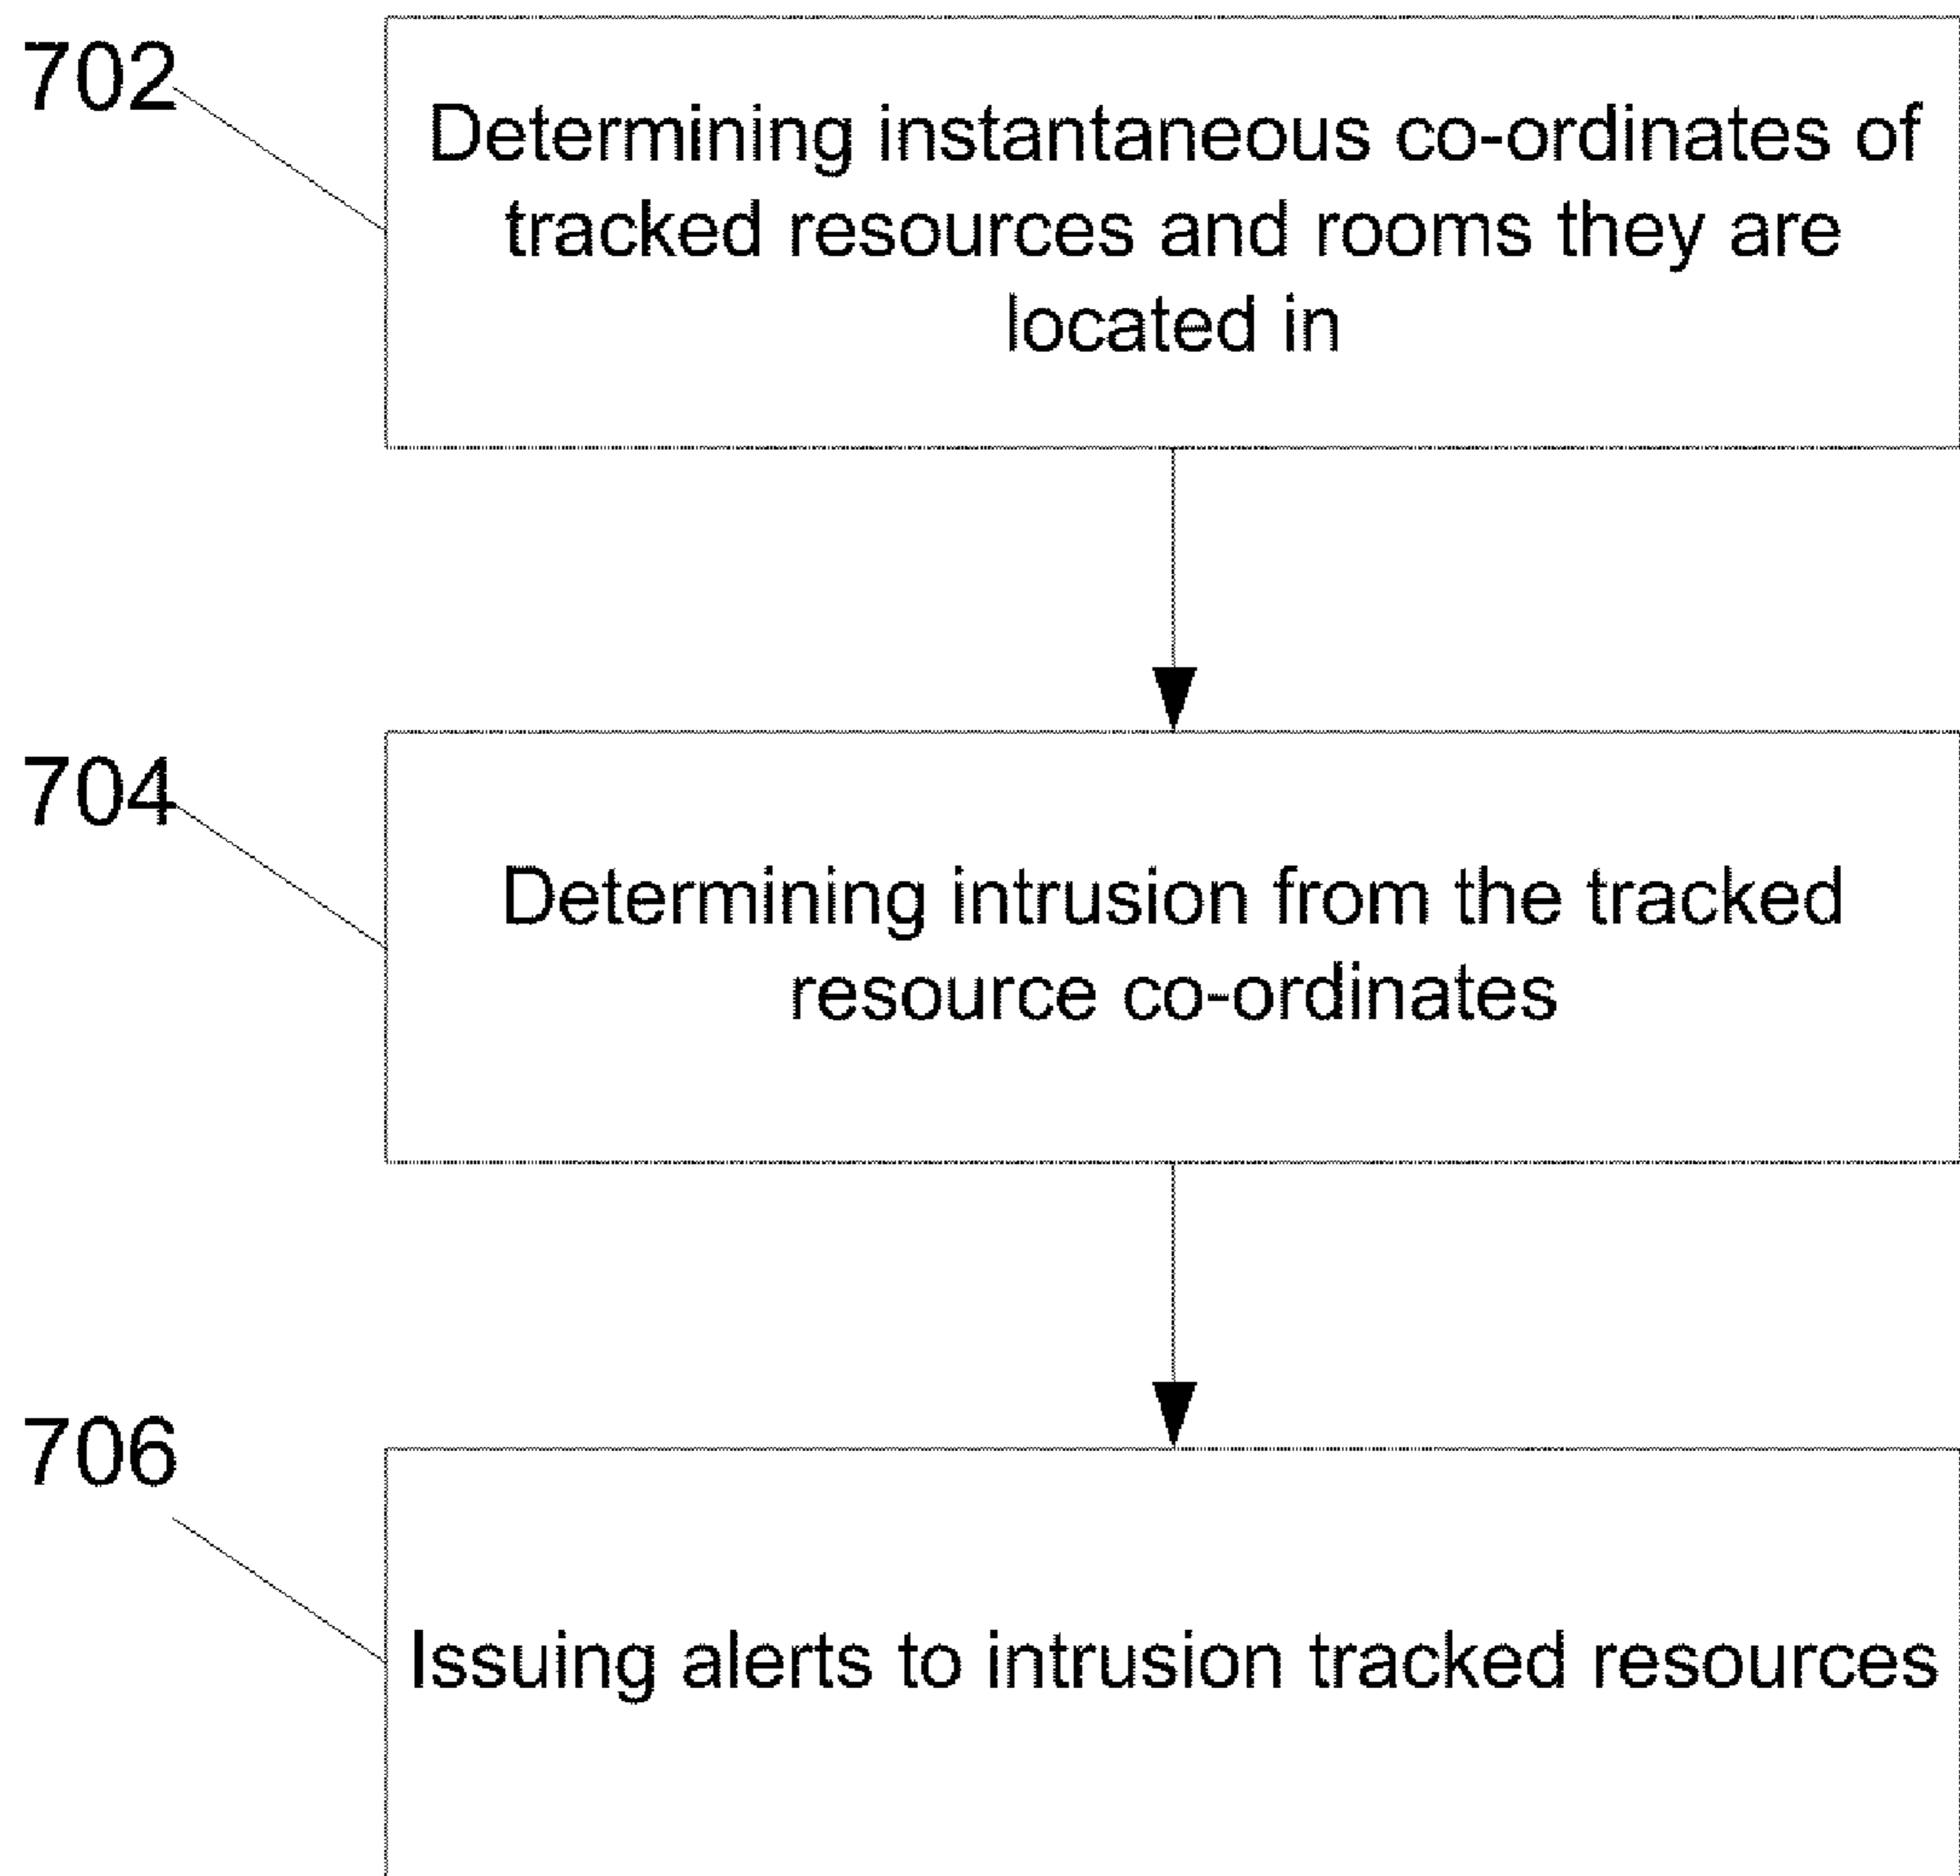 702
Determining instantaneous co-ordinates of
tracked resources and rooms they are
located in
704
Determining intrusion from the tracked
resource co-ordinates
706
Issuing alerts to intrusion tracked resources